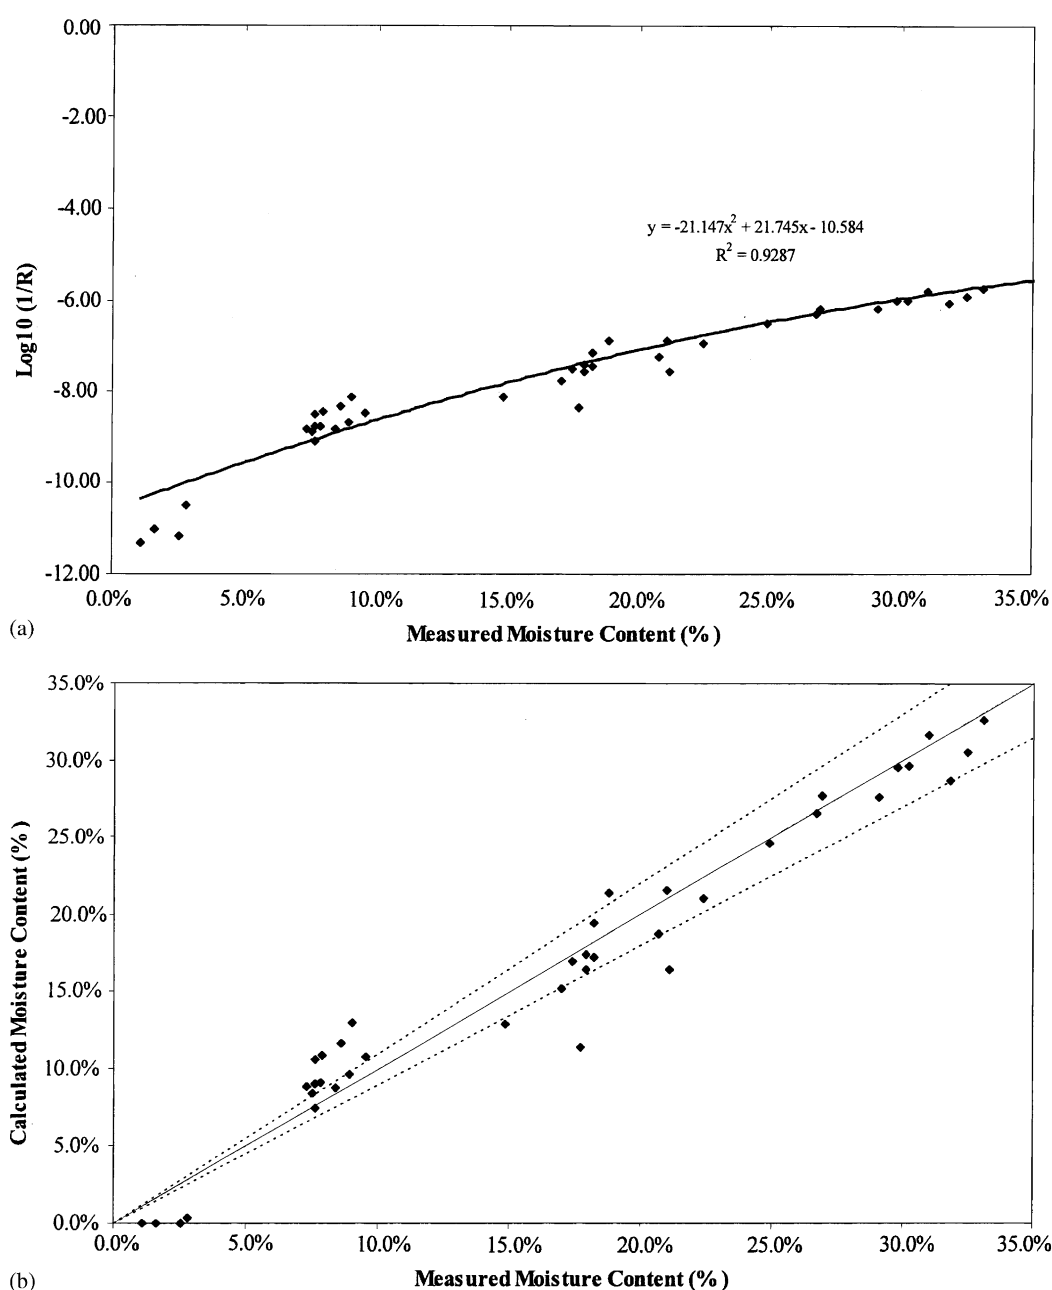 0.00
-2.00
-4.00
-6.00
-8.00
-10.00
-12.00
Log10 (1/R)
y = -21.147x² + 21.745x - 10.584
R² = 0.9287
0.0% 5.0% 10.0% 15.0% 20.0% 25.0% 30.0% 35.0%
Measured Moisture Content (%)
(a)
35.0%
30.0%
25.0%
20.0%
15.0%
10.0%
5.0%
0.0%
Calculated Moisture Content (%)
0.0% 5.0% 10.0% 15.0% 20.0% 25.0% 30.0% 35.0%
Measured Moisture Content (%)
(b)